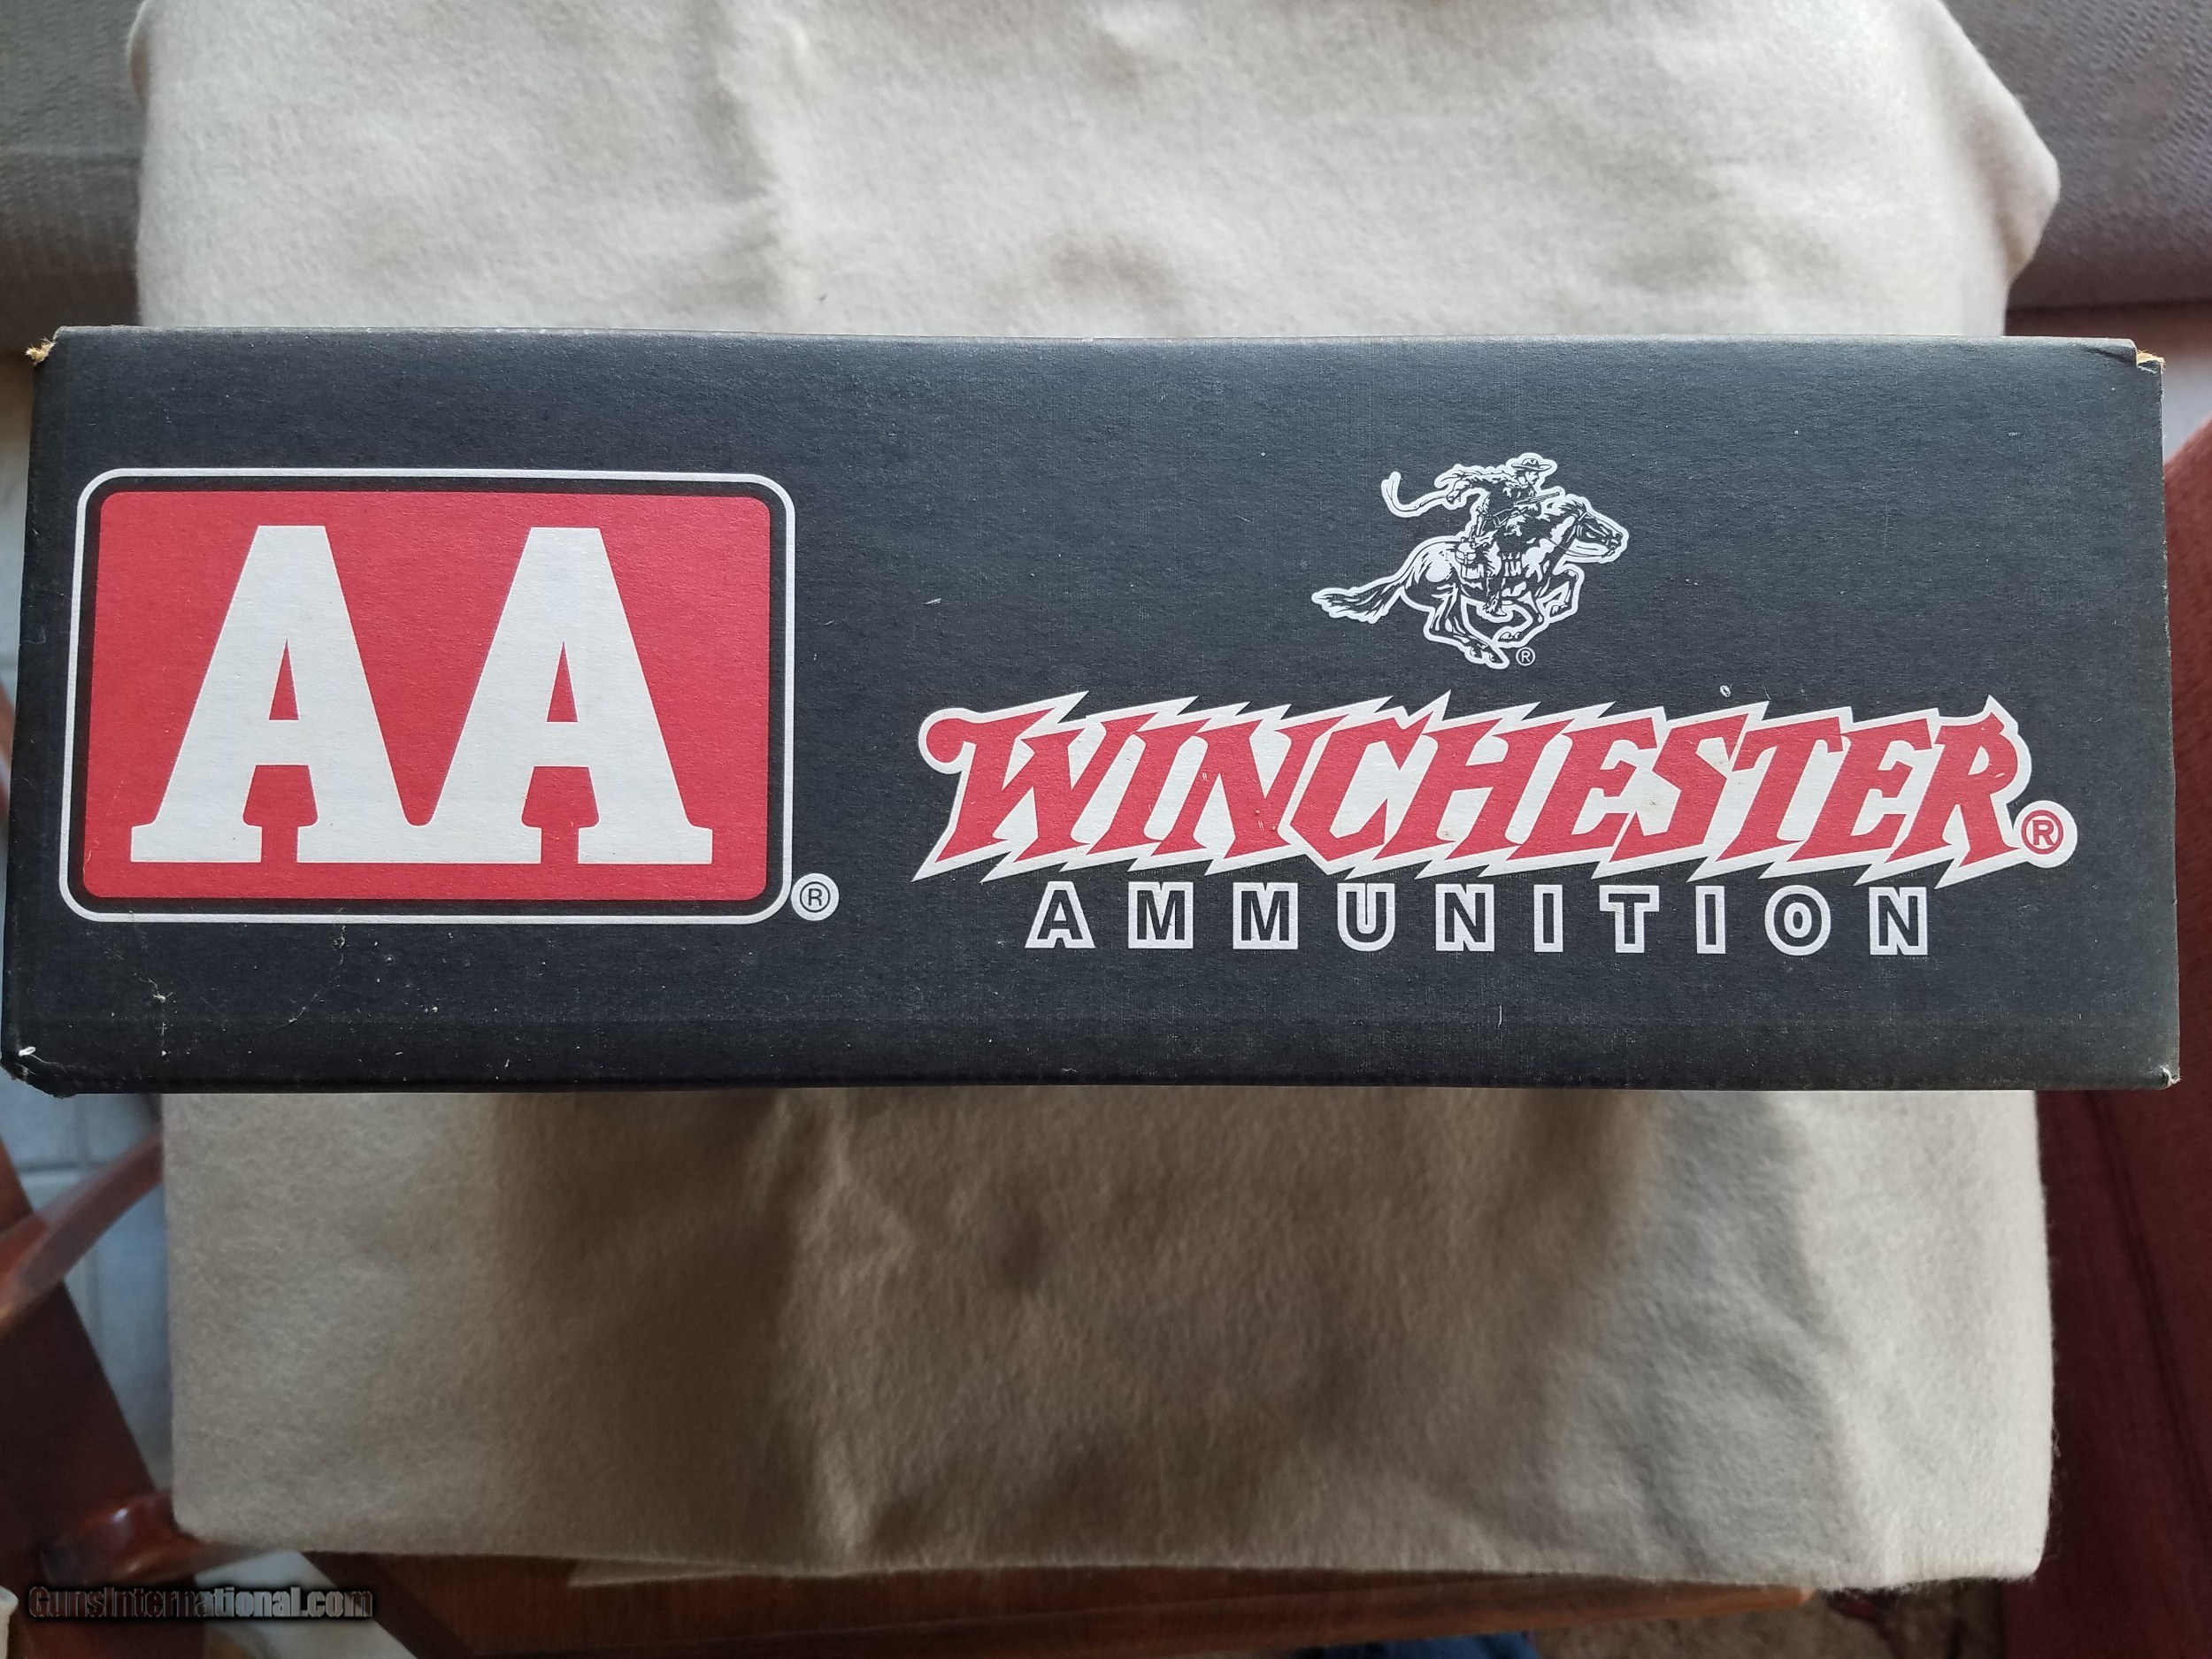 AA®
®
WINCHESTER®
AMMUNITION
GunsInternational.com